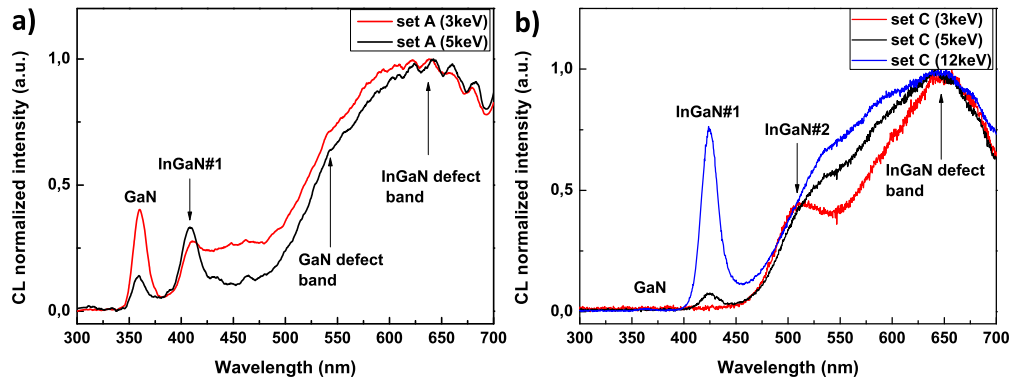 a)
set A (3keV)
set A (5keV)
CL normalized intensity (a.u.)
1,0
0,5
0,0
GaN
InGaN#1
InGaN defect
band
GaN defect
band
300 350 400 450 500 550 600 650 700
Wavelength (nm)
b)
set C (3keV)
set C (5keV)
set C (12keV)
CL normalized intensity (a.u.)
1,0
0,5
0,0
InGaN#1
InGaN#2
InGaN defect
band
GaN
300 350 400 450 500 550 600 650 700
Wavelength (nm)